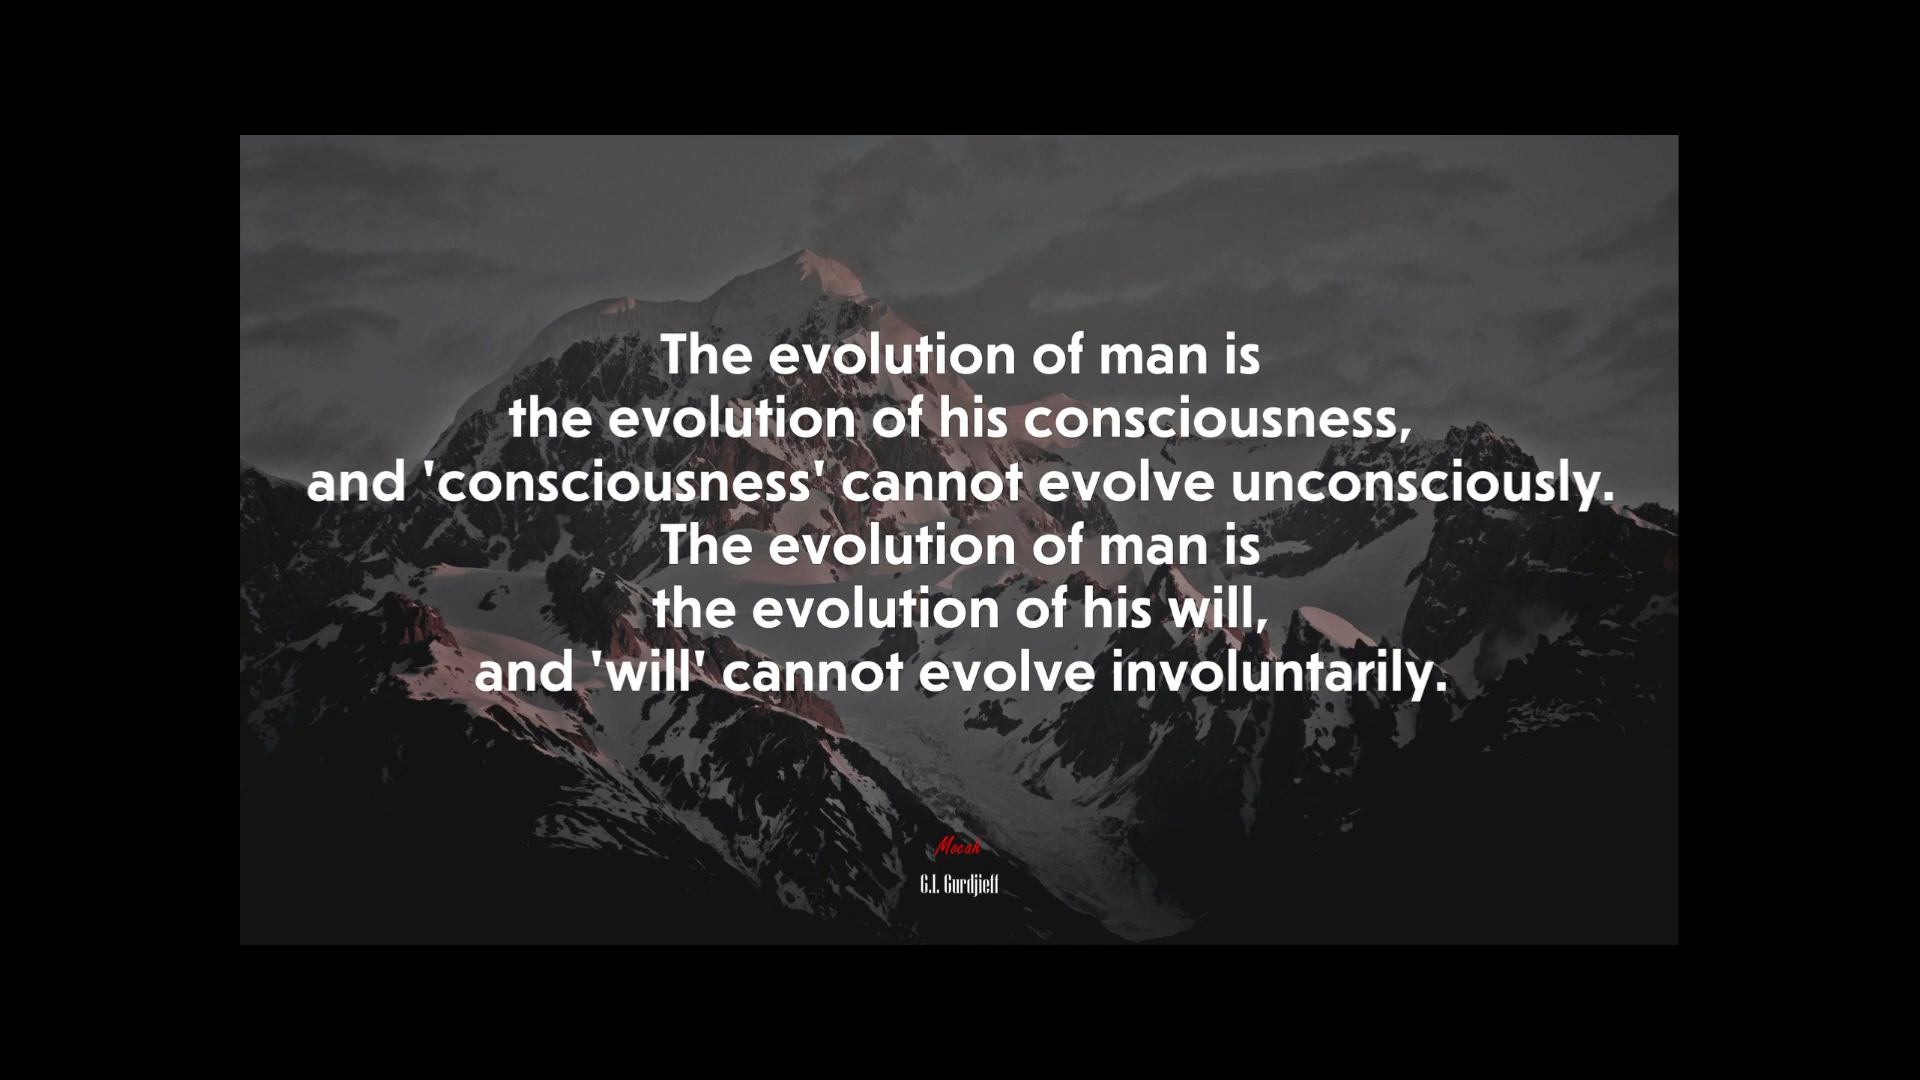 The evolution of man is
the evolution of his consciousness,
and 'consciousness' cannot evolve unconsciously.
The evolution of man is
the evolution of his will,
and 'will' cannot evolve involuntarily.
Mocah
G.I. Gurdjieff